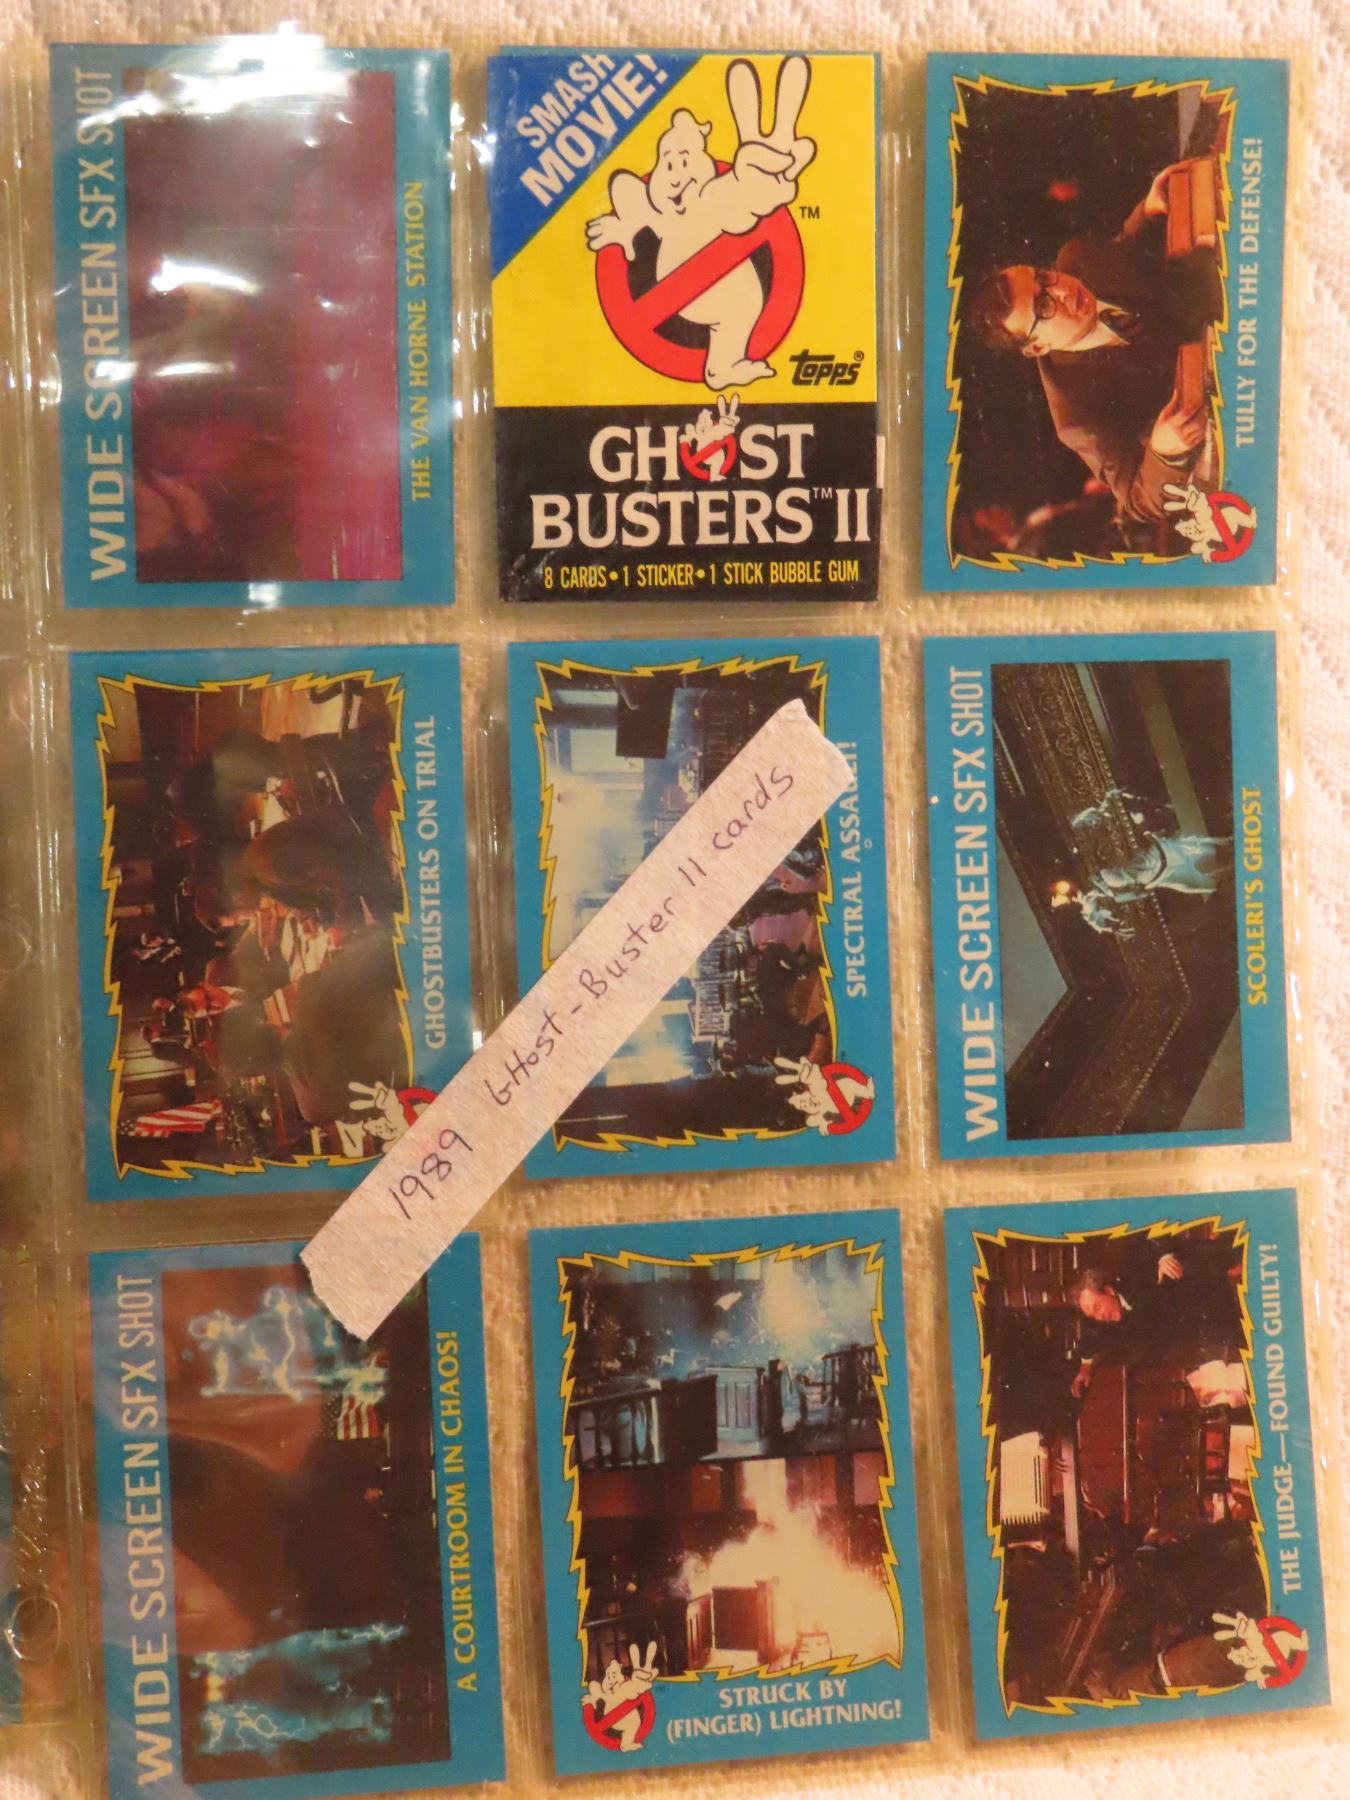 WIDE SCREEN SFX SHOT
THE VAN HORNE STATION
SMASH
MOVIE!
TM
TOPPS®
GHOST
BUSTERS™ II
8 CARDS • 1 STICKER • 1 STICK BUBBLE GUM
TULLY FOR THE DEFENSE!
GHOSTBUSTERS ON TRIAL
SPECTRAL ASSAULT!
WIDE SCREEN SFX SHOT
SCOLERI'S GHOST
1989 GHost-Buster II cards
WIDE SCREEN SFX SHOT
A COURTROOM IN CHAOS!
STRUCK BY
(FINGER) LIGHTNING!
THE JUDGE—FOUND GUILTY!